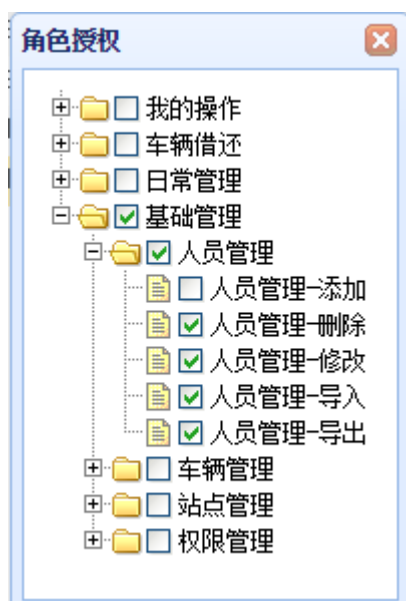 角色授权
我的操作
车辆借还
日常管理
基础管理
人员管理
人员管理-添加
人员管理-删除
人员管理-修改
人员管理-导入
人员管理-导出
车辆管理
站点管理
权限管理